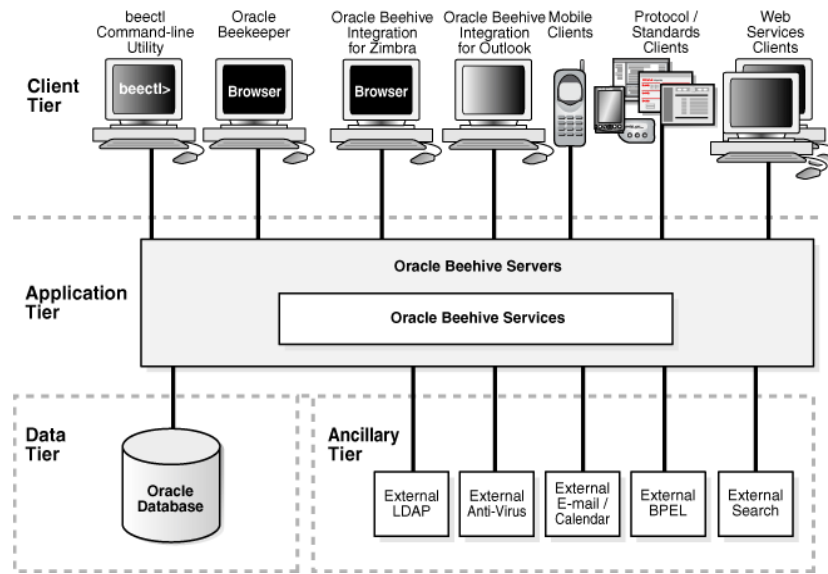 beectl
Command-line
Utility
Oracle
Beekeeper
Oracle Beehive
Integration
for Zimbra
Oracle Beehive
Integration
for Outlook
Mobile
Clients
Protocol /
Standards
Clients
Web
Services
Clients
Client
Tier
beectl>
Browser
Browser
Oracle Beehive Servers
Application
Tier
Oracle Beehive Services
Data
Tier
Oracle
Database
Ancillary
Tier
External
LDAP
External
Anti-Virus
External
E-mail /
Calendar
External
BPEL
External
Search